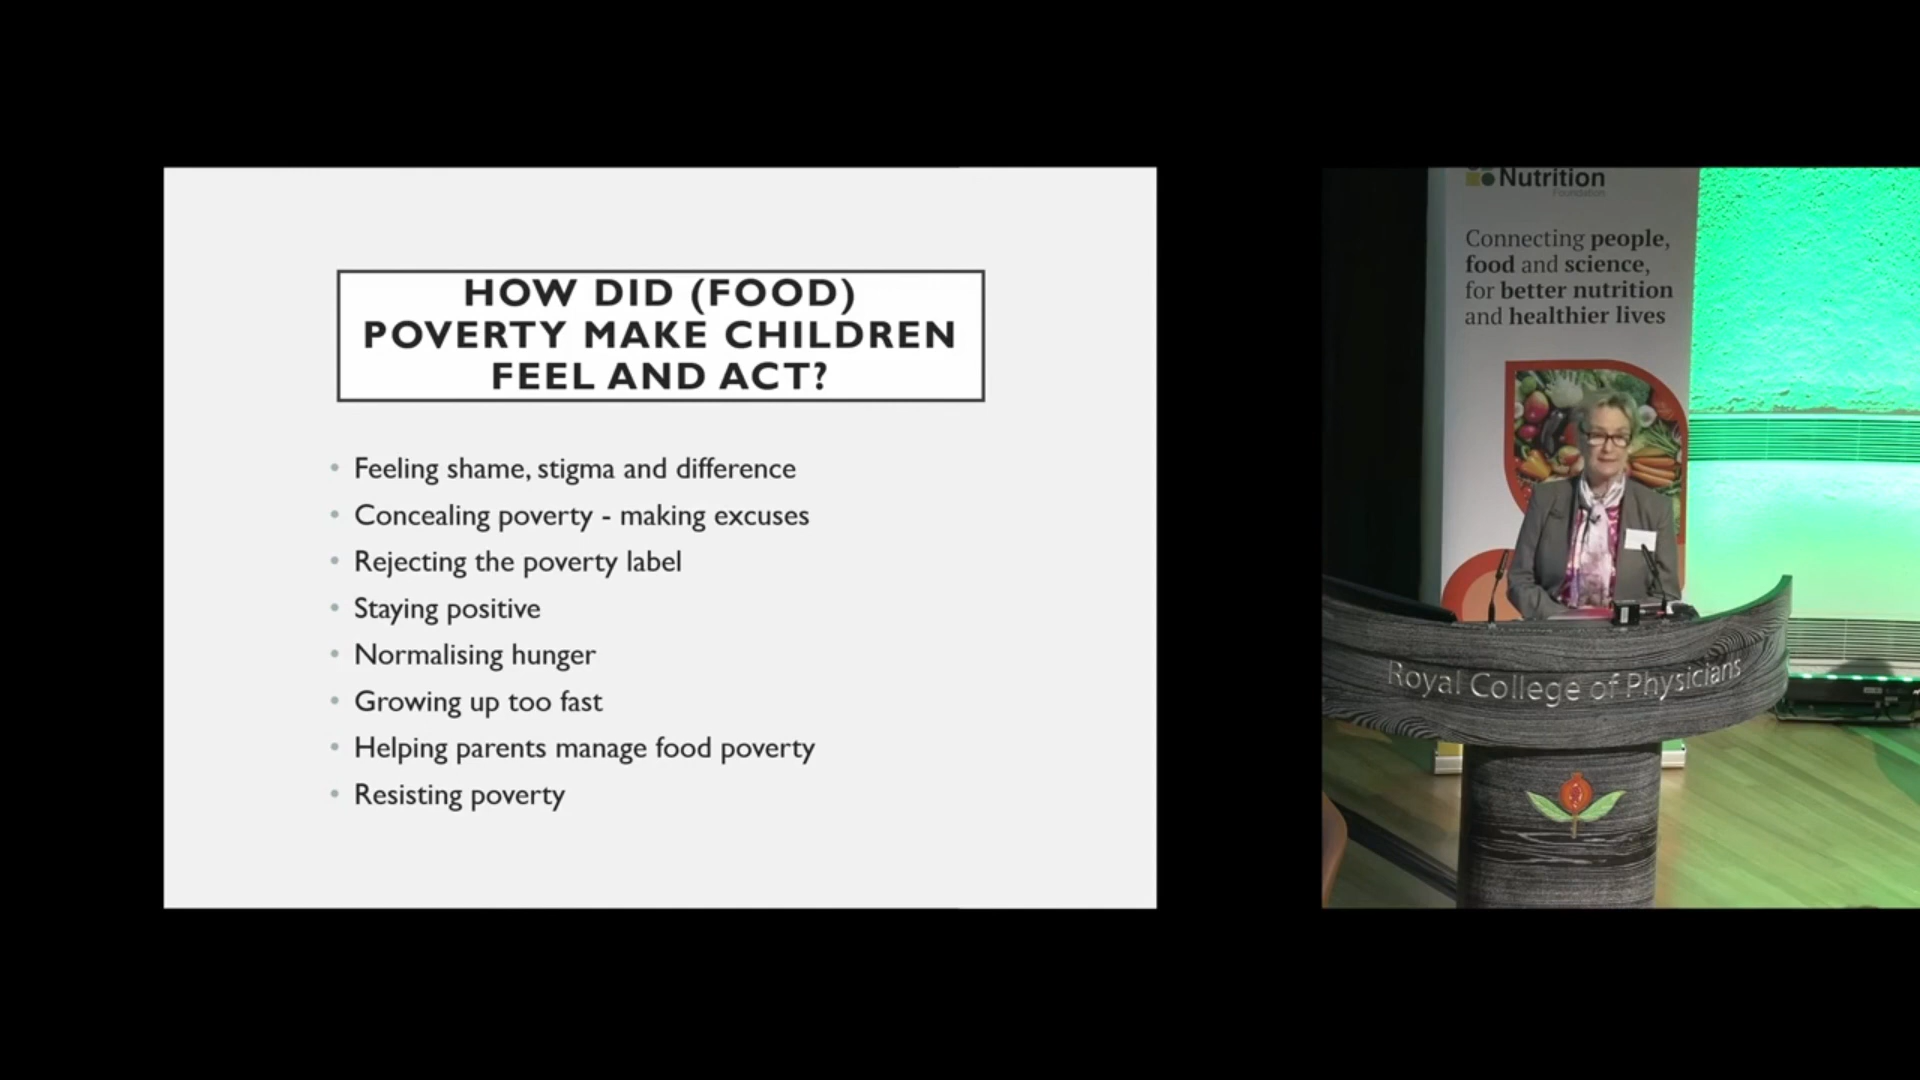 HOW DID (FOOD)
POVERTY MAKE CHILDREN
FEEL AND ACT?
• Feeling shame, stigma and difference
• Concealing poverty - making excuses
• Rejecting the poverty label
• Staying positive
• Normalising hunger
• Growing up too fast
• Helping parents manage food poverty
• Resisting poverty
Nutrition
Foundation
Connecting people,
food and science,
for better nutrition
and healthier lives
Royal College of Physicians